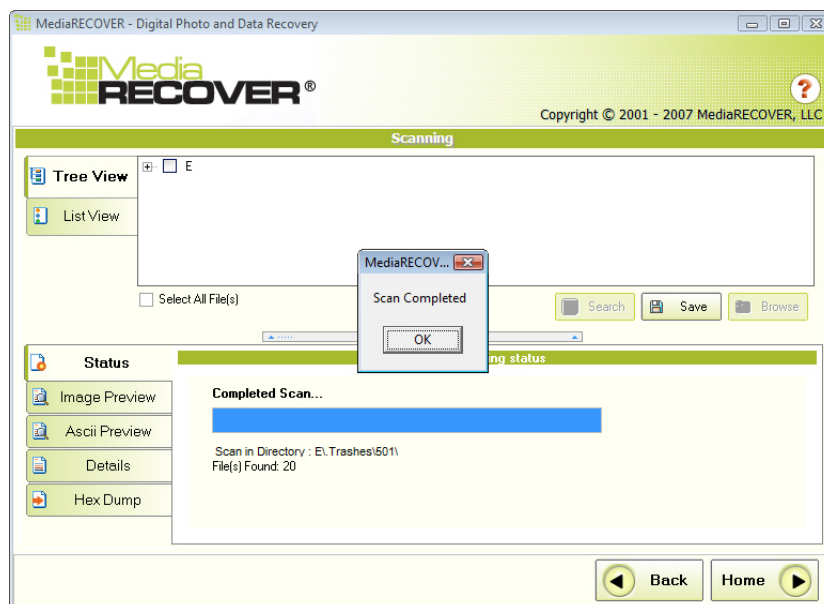 MediaRECOVER - Digital Photo and Data Recovery
Media
RECOVER®
?
Copyright © 2001 - 2007 MediaRECOVER, LLC
Scanning
Tree View
E
List View
MediaRECOV...
Scan Completed
OK
Select All File(s)
Search
Save
Browse
Status
ng status
Image Preview
Completed Scan...
Ascii Preview
Scan in Directory : E\.Trashes\501\
File(s) Found: 20
Details
Hex Dump
Back
Home